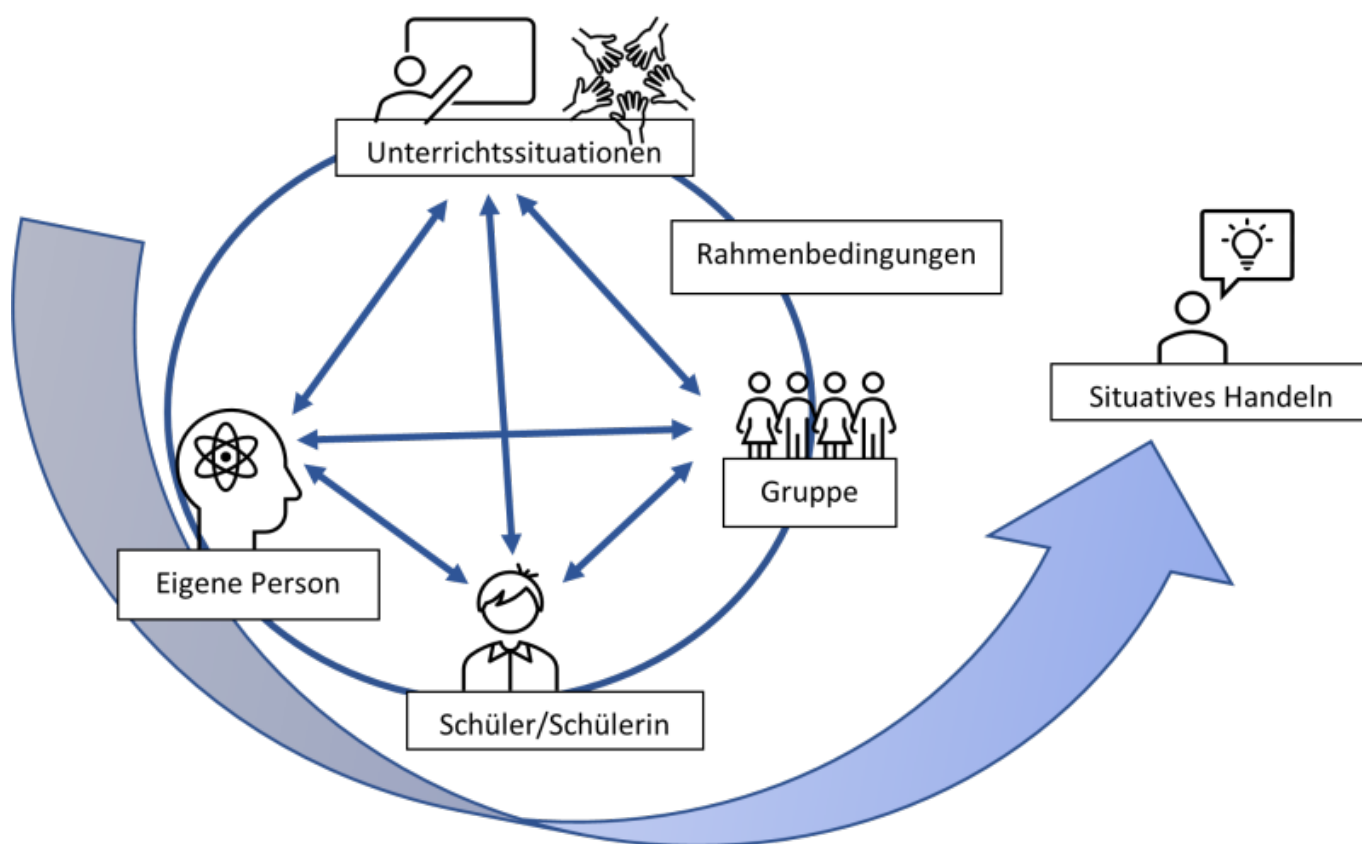 Unterrichtssituationen
Rahmenbedingungen
Situatives Handeln
Gruppe
Eigene Person
Schüler/Schülerin